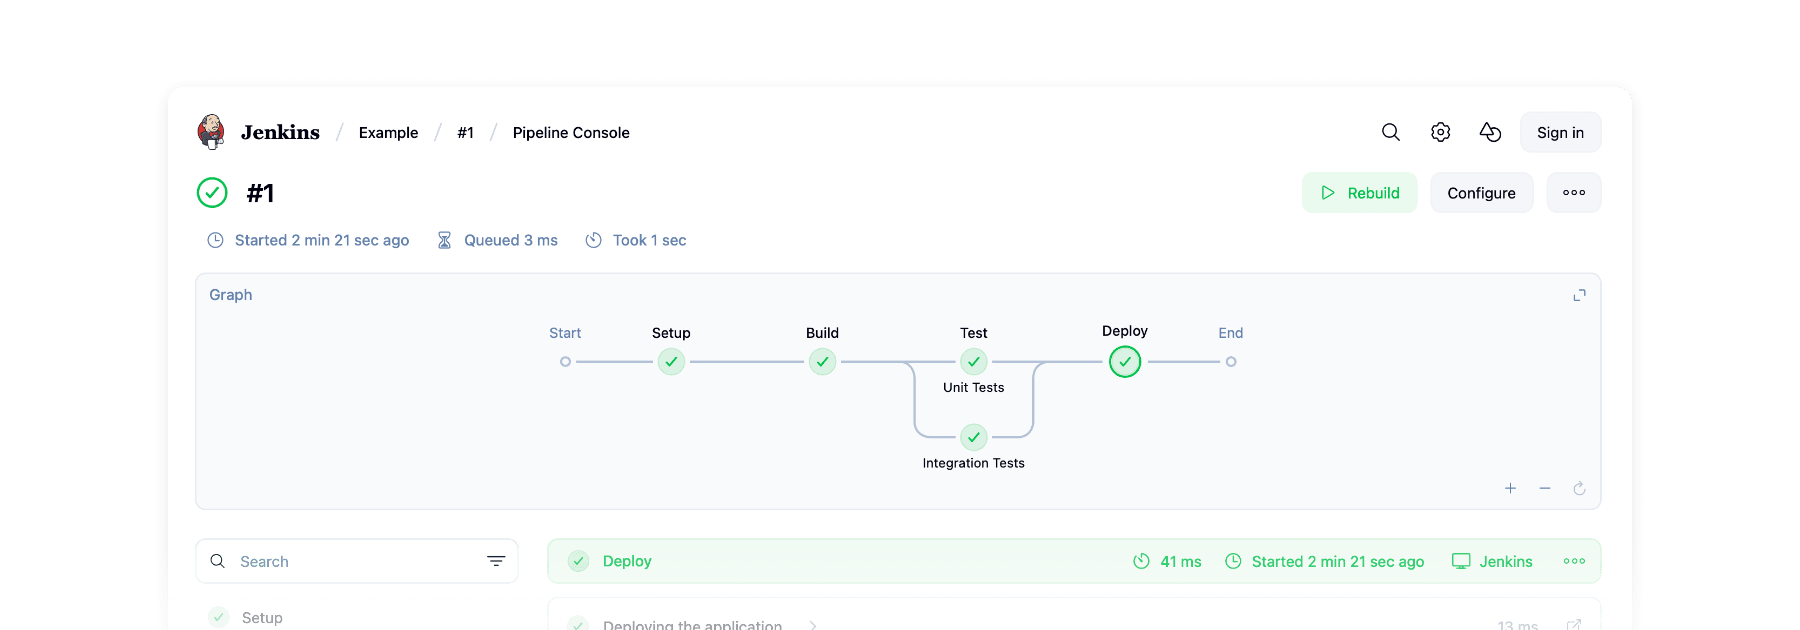 Jenkins / Example / #1 / Pipeline Console
Sign in
#1
Rebuild
Configure
Started 2 min 21 sec ago
Queued 3 ms
Took 1 sec
Graph
Start
Setup
Build
Test
Deploy
End
Unit Tests
Integration Tests
Search
Deploy
41 ms
Started 2 min 21 sec ago
Jenkins
Setup
Deploying the application
13 ms